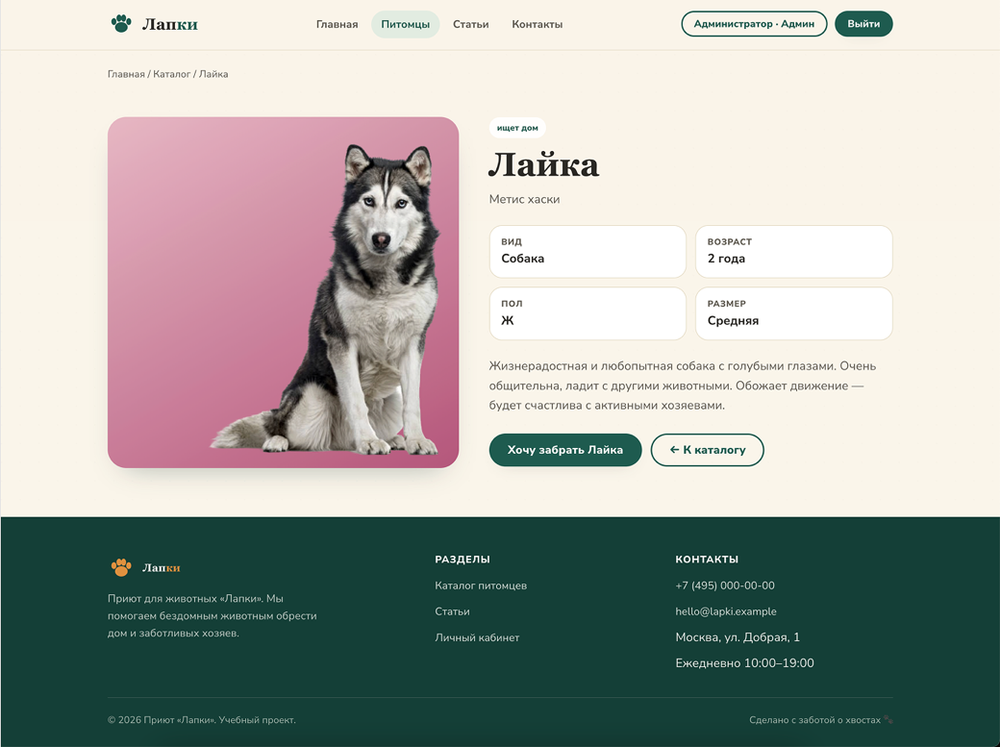 Лапки
Главная Питомцы Статьи Контакты
Администратор · Админ Выйти
Главная / Каталог / Лайка
ищет дом
Лайка
Метис хаски
ВИД
Собака
ВОЗРАСТ
2 года
ПОЛ
Ж
РАЗМЕР
Средняя
Жизнерадостная и любопытная собака с голубыми глазами. Очень
общительна, ладит с другими животными. Обожает движение —
будет счастлива с активными хозяевами.
Хочу забрать Лайка
← К каталогу
Лапки
Приют для животных «Лапки». Мы
помогаем бездомным животным обрести
дом и заботливых хозяев.
РАЗДЕЛЫ
Каталог питомцев
Статьи
Личный кабинет
КОНТАКТЫ
+7 (495) 000-00-00
hello@lapki.example
Москва, ул. Добрая, 1
Ежедневно 10:00–19:00
© 2026 Приют «Лапки». Учебный проект.
Сделано с заботой о хвостах 🐾